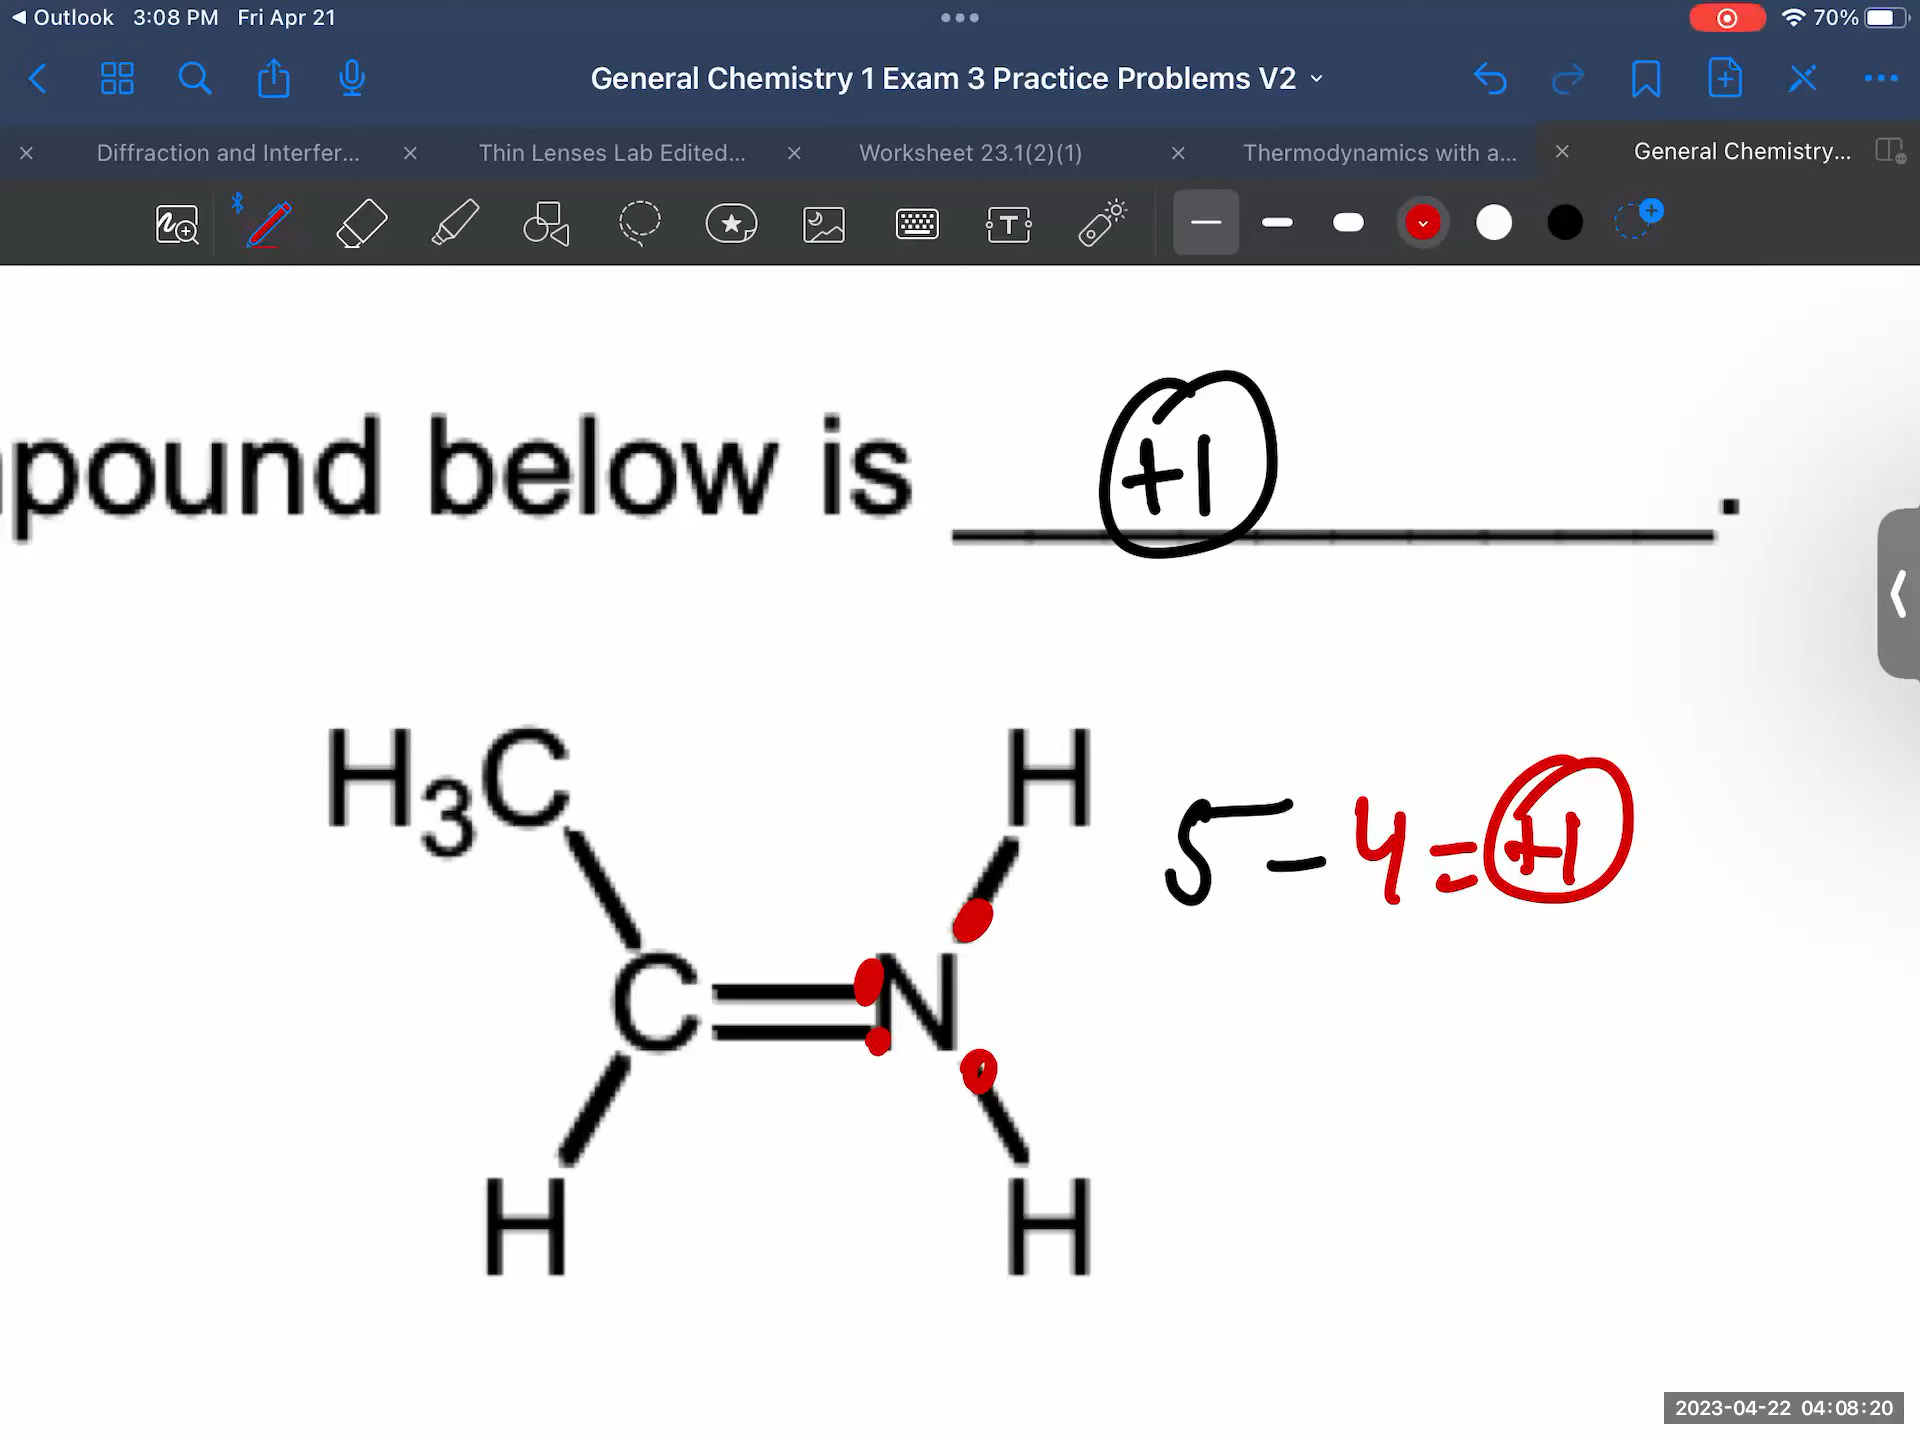 Outlook 3:08 PM Fri Apr 21 70%
General Chemistry 1 Exam 3 Practice Problems V2
Diffraction and Interfer... Thin Lenses Lab Edited... Worksheet 23.1(2)(1) Thermodynamics with a... General Chemistry...
T
pound below is +1.
H3C H
5 - 4 = +1
C N
H H
2023-04-22 04:08:20